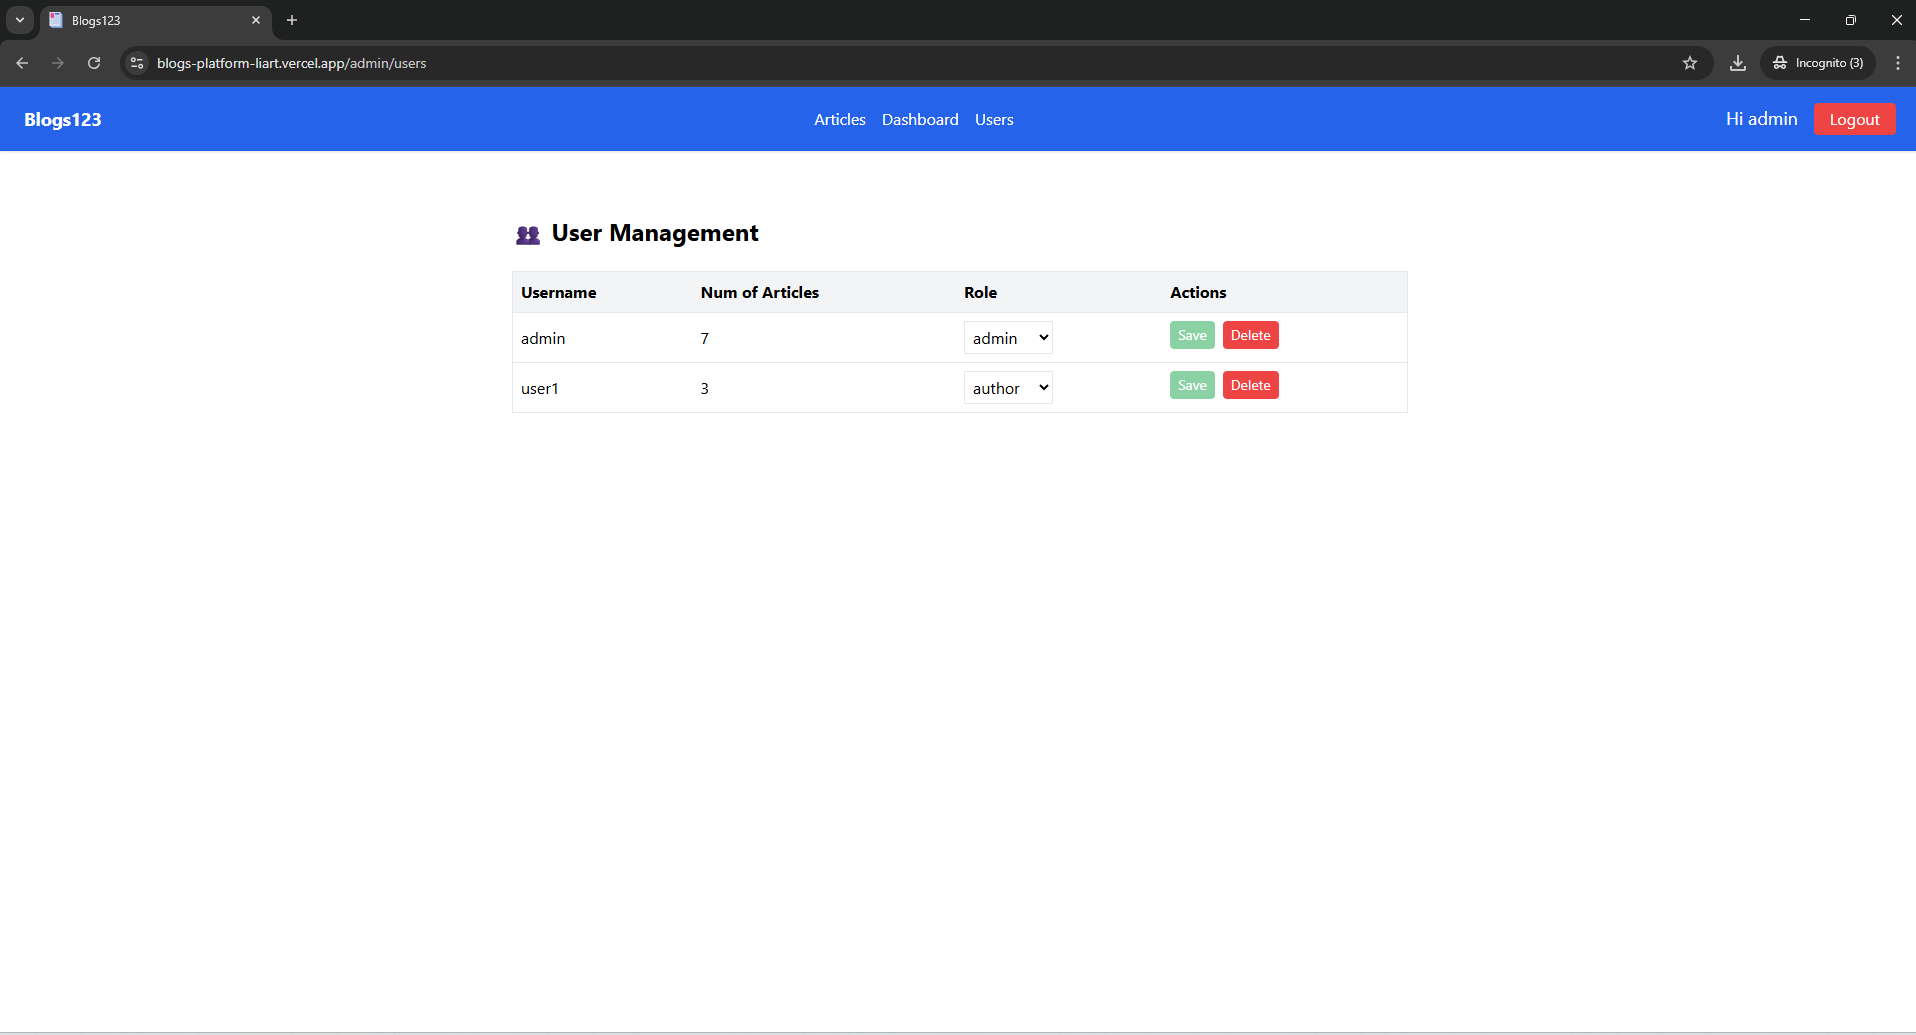 Blogs123
blogs-platform-liart.vercel.app/admin/users
Incognito (3)
Blogs123
Articles Dashboard Users
Hi admin Logout
User Management
Username Num of Articles Role Actions
admin 7 admin Save Delete
user1 3 author Save Delete